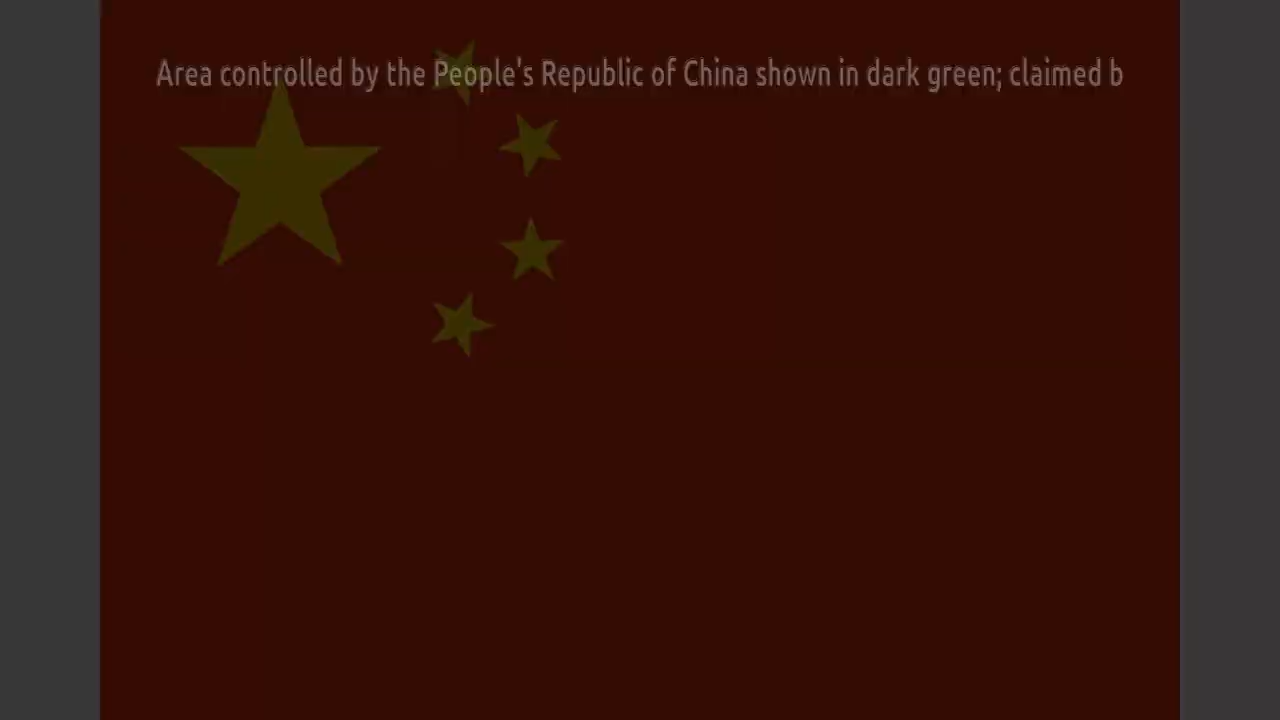 Area controlled by the People's Republic of China shown in dark green; claimed b